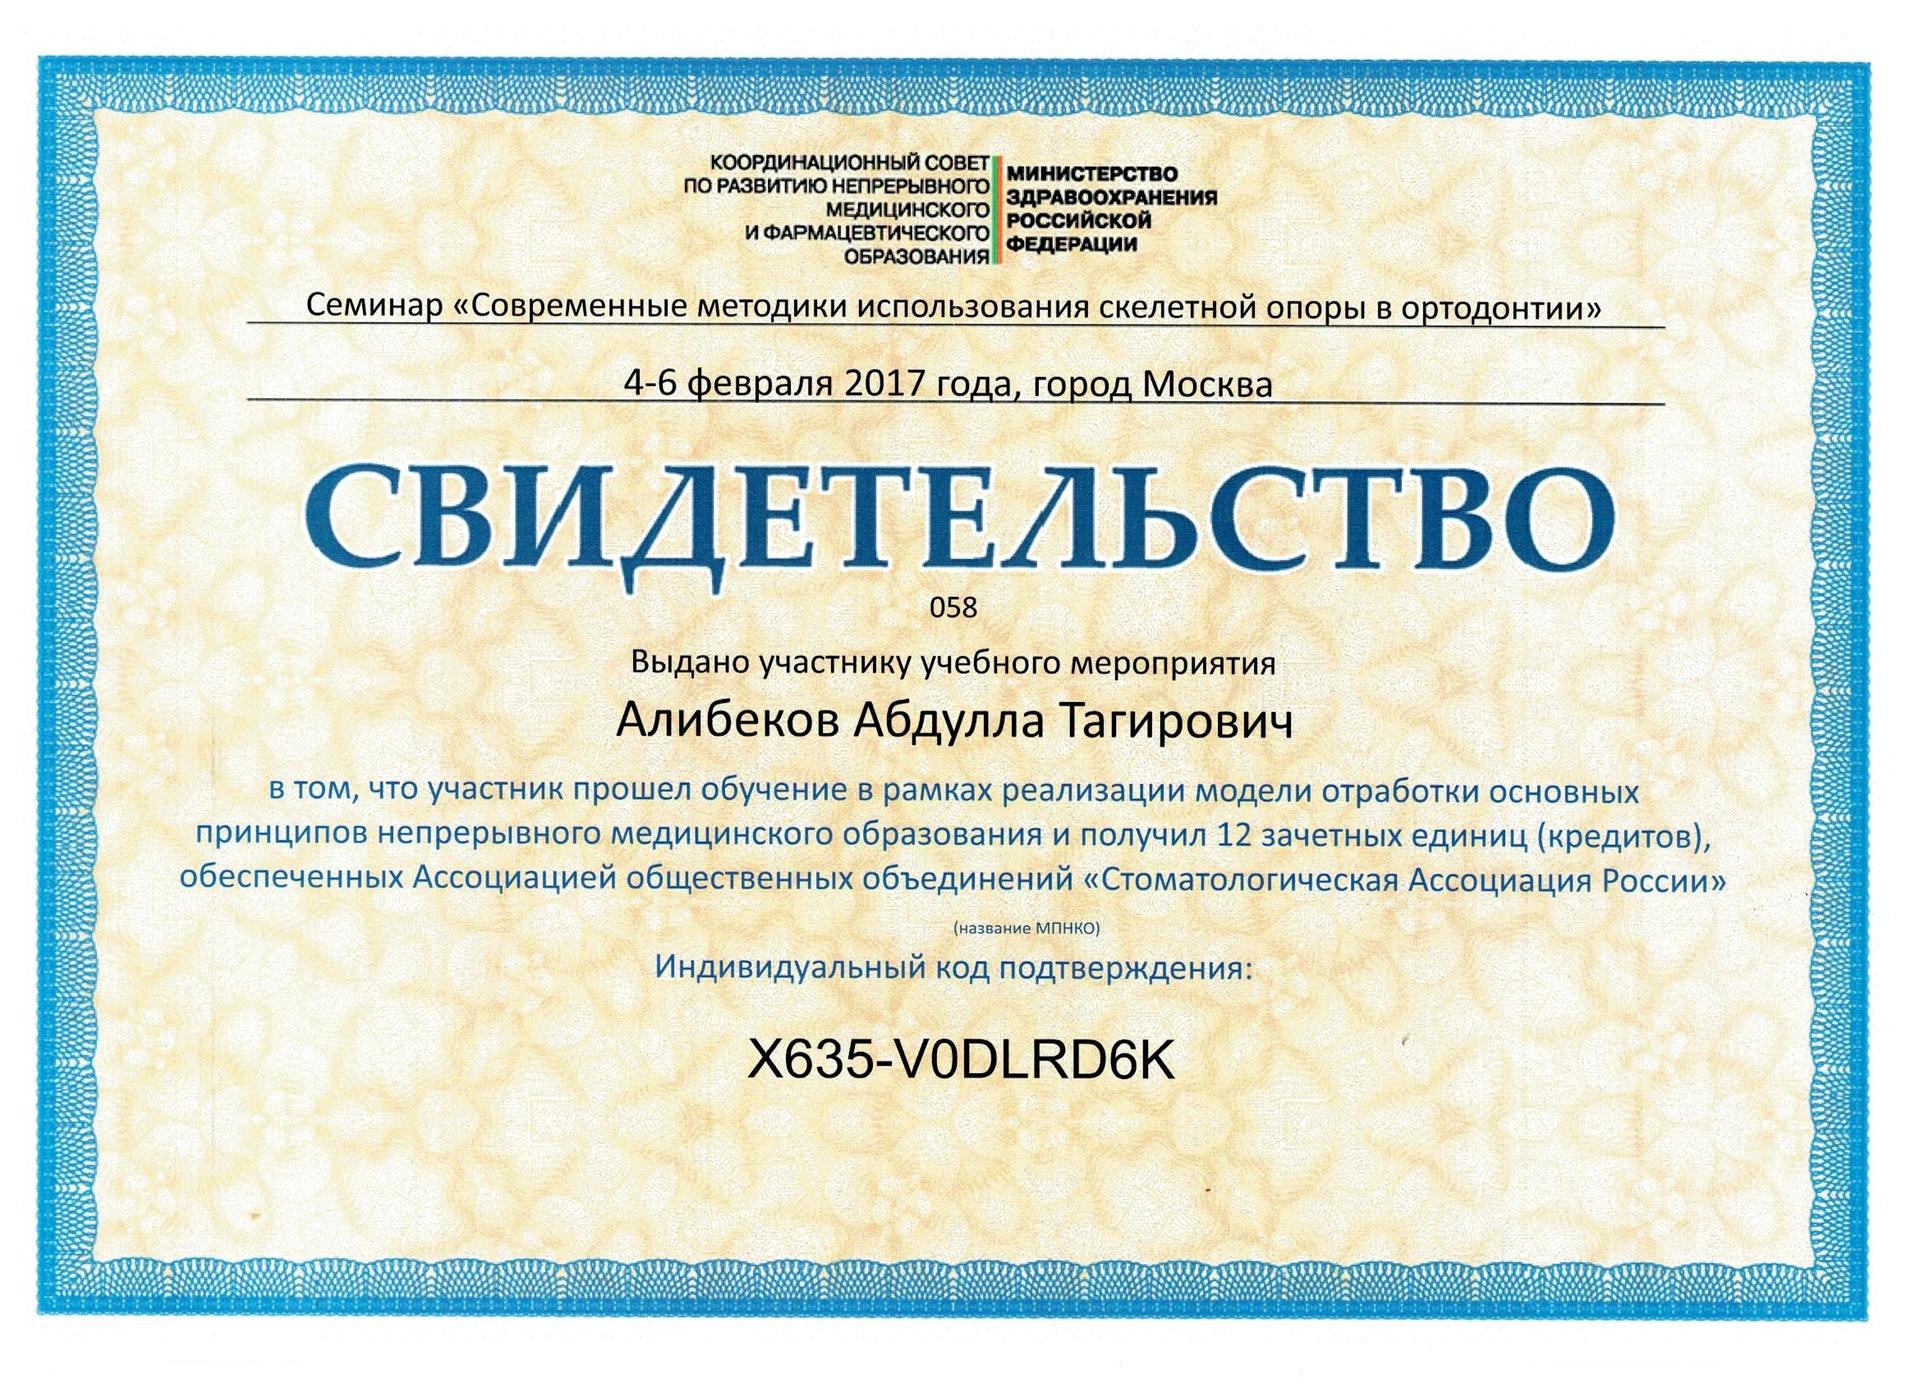 КООРДИНАЦИОННЫЙ СОВЕТ
ПО РАЗВИТИЮ НЕПРЕРЫВНОГО
МЕДИЦИНСКОГО
И ФАРМАЦЕВТИЧЕСКОГО
ОБРАЗОВАНИЯ
МИНИСТЕРСТВО
ЗДРАВООХРАНЕНИЯ
РОССИЙСКОЙ
ФЕДЕРАЦИИ
Семинар «Современные методики использования скелетной опоры в ортодонтии»
4-6 февраля 2017 года, город Москва
СВИДЕТЕЛЬСТВО
058
Выдано участнику учебного мероприятия
Алибеков Абдулла Тагирович
в том, что участник прошел обучение в рамках реализации модели отработки основных
принципов непрерывного медицинского образования и получил 12 зачетных единиц (кредитов),
обеспеченных Ассоциацией общественных объединений «Стоматологическая Ассоциация России»
(название МПНКО)
Индивидуальный код подтверждения:
X635-V0DLRD6K